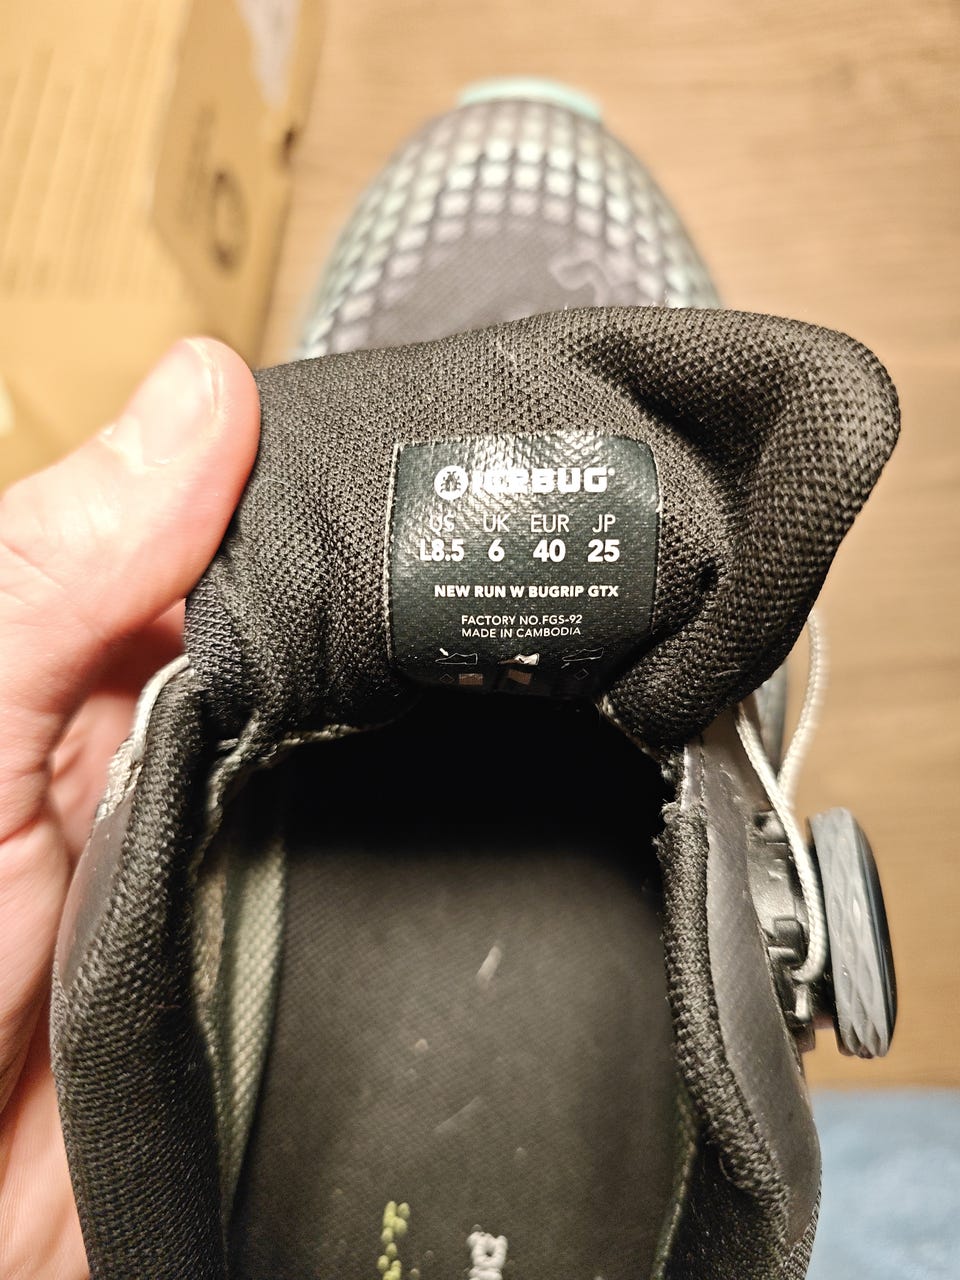 ICEBUG
US UK EUR JP
L8.5 6 40 25
NEW RUN W BUGRIP GTX
FACTORY NO.FGS-92
MADE IN CAMBODIA